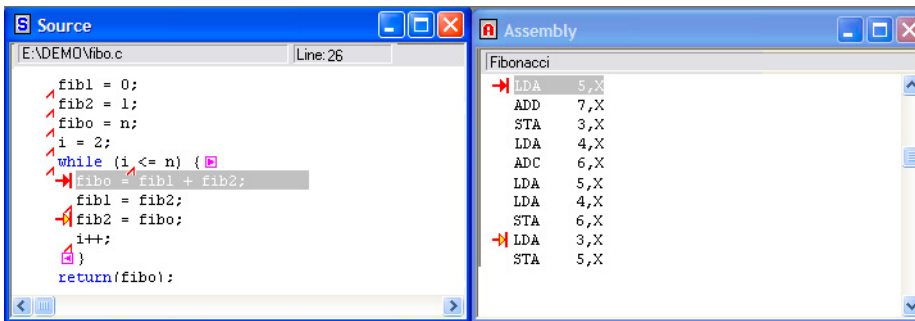 Source
E:\DEMO\fibo.c Line: 26
fib1 = 0;
fib2 = 1;
fibo = n;
i = 2;
while (i <= n) {
fibo = fib1 + fib2;
fib1 = fib2;
fib2 = fibo;
i++;
}
return(fibo);
Assembly
Fibonacci
LDA 5,X
ADD 7,X
STA 3,X
LDA 4,X
ADC 6,X
LDA 5,X
LDA 4,X
STA 6,X
LDA 3,X
STA 5,X